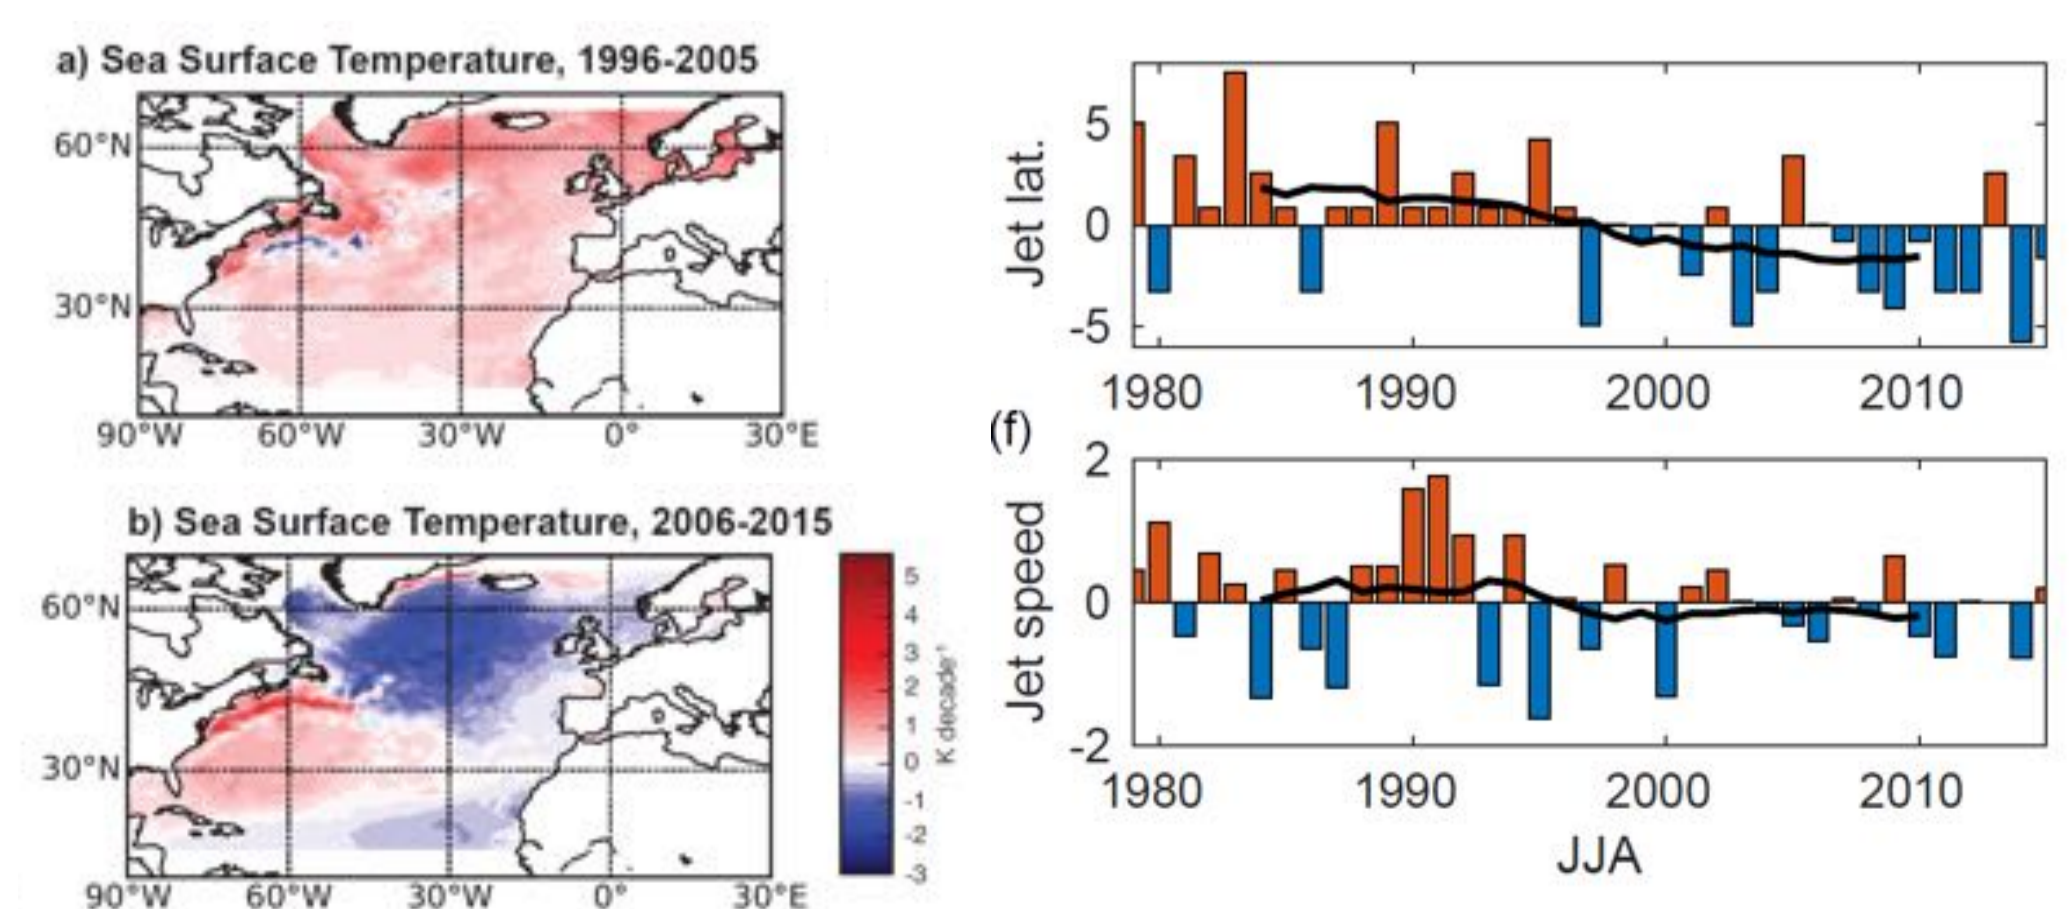 a) Sea Surface Temperature, 1996-2005
60°N
30°N
90°W 60°W 30°W 0° 30°E
b) Sea Surface Temperature, 2006-2015
60°N
30°N
90°W 60°W 30°W 0° 30°E
5
4
3
2
1
0
-1
-2
-3
K decade⁻¹
Jet lat.
5
0
-5
1980 1990 2000 2010
(f)
Jet speed
2
0
-2
1980 1990 2000 2010
JJA